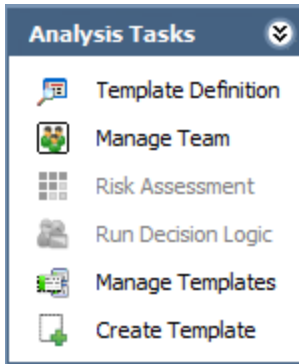 Analysis Tasks
Template Definition
Manage Team
Risk Assessment
Run Decision Logic
Manage Templates
Create Template